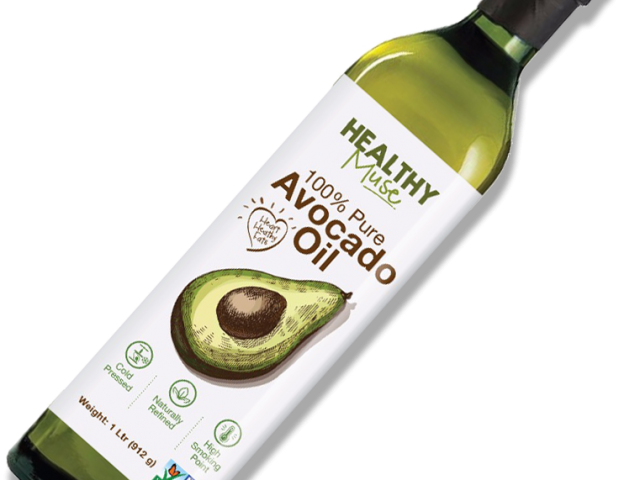 HEALTHY
Muse
100% Pure
Avocado
Oil
Heart
Healthy
Fats
Cold
Pressed
Naturally
Refined
High
Smoking
Point
Weight: 1 Ltr (912 g)